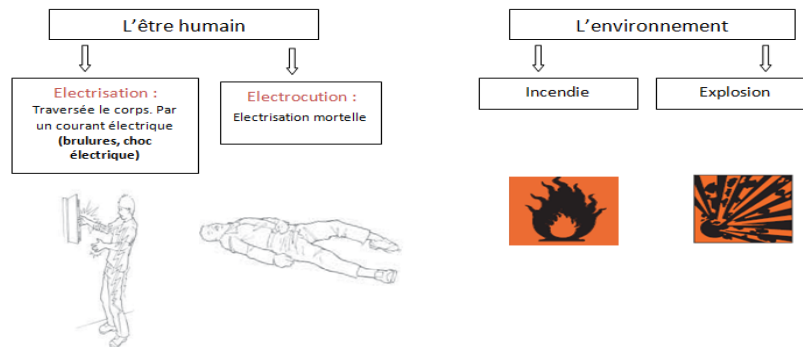 L'être humain
Electrisation :
Traversée le corps. Par
un courant électrique
(brulures, choc
électrique)
Electrocution :
Electrisation mortelle
L'environnement
Incendie
Explosion